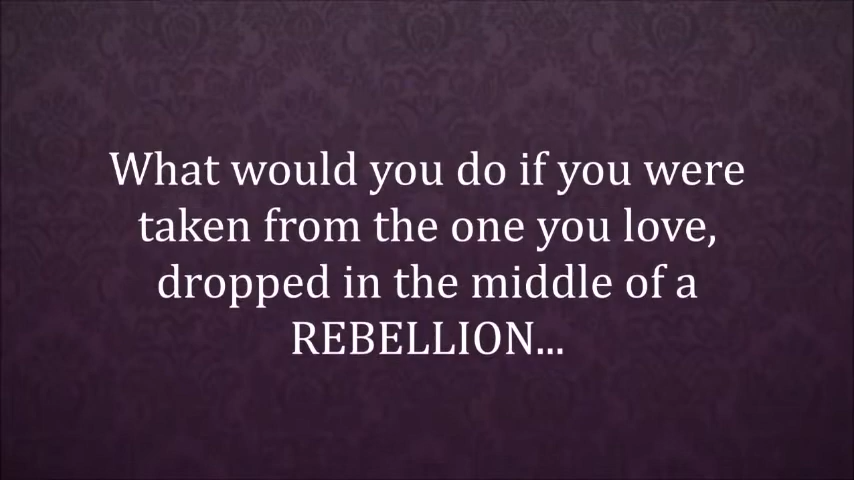 What would you do if you were
taken from the one you love,
dropped in the middle of a
REBELLION...